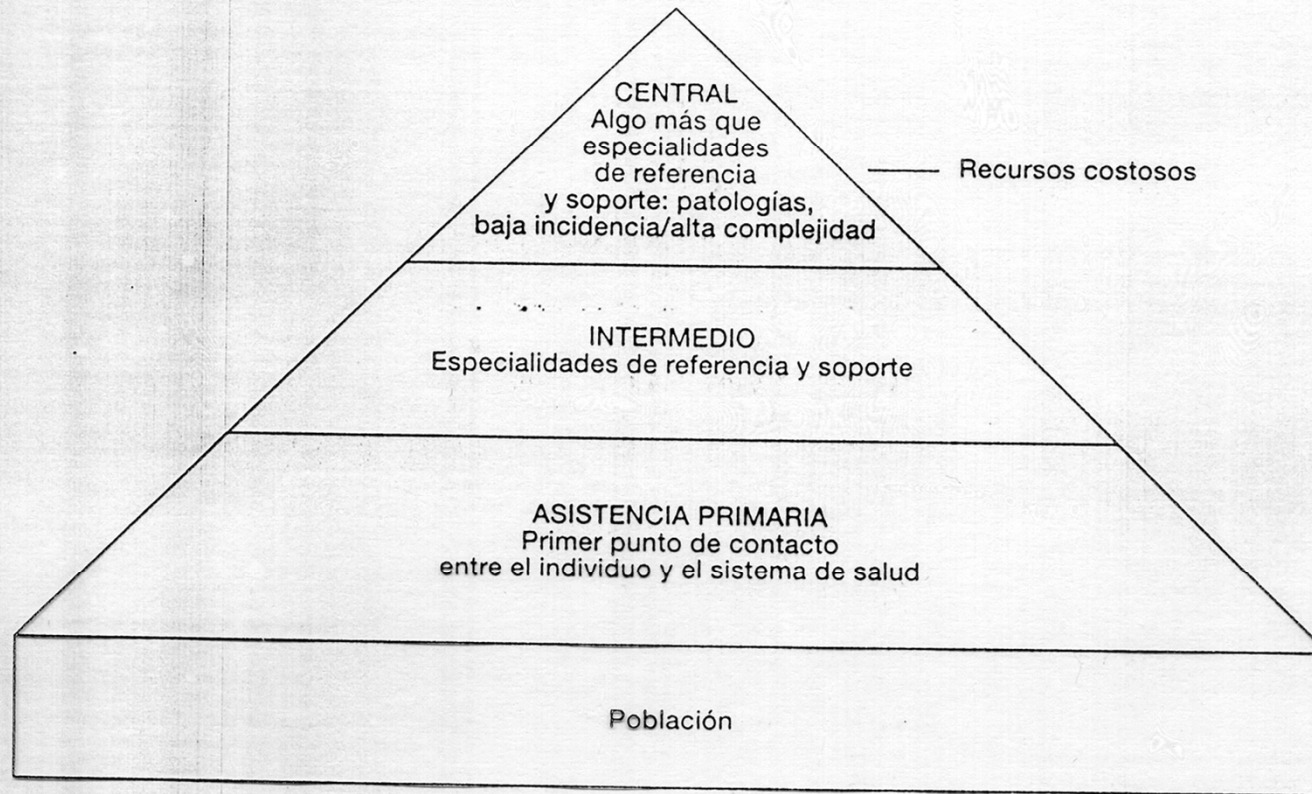 CENTRAL
Algo más que
especialidades
de referencia
y soporte: patologías,
baja incidencia/alta complejidad
Recursos costosos
INTERMEDIO
Especialidades de referencia y soporte
ASISTENCIA PRIMARIA
Primer punto de contacto
entre el individuo y el sistema de salud
Población